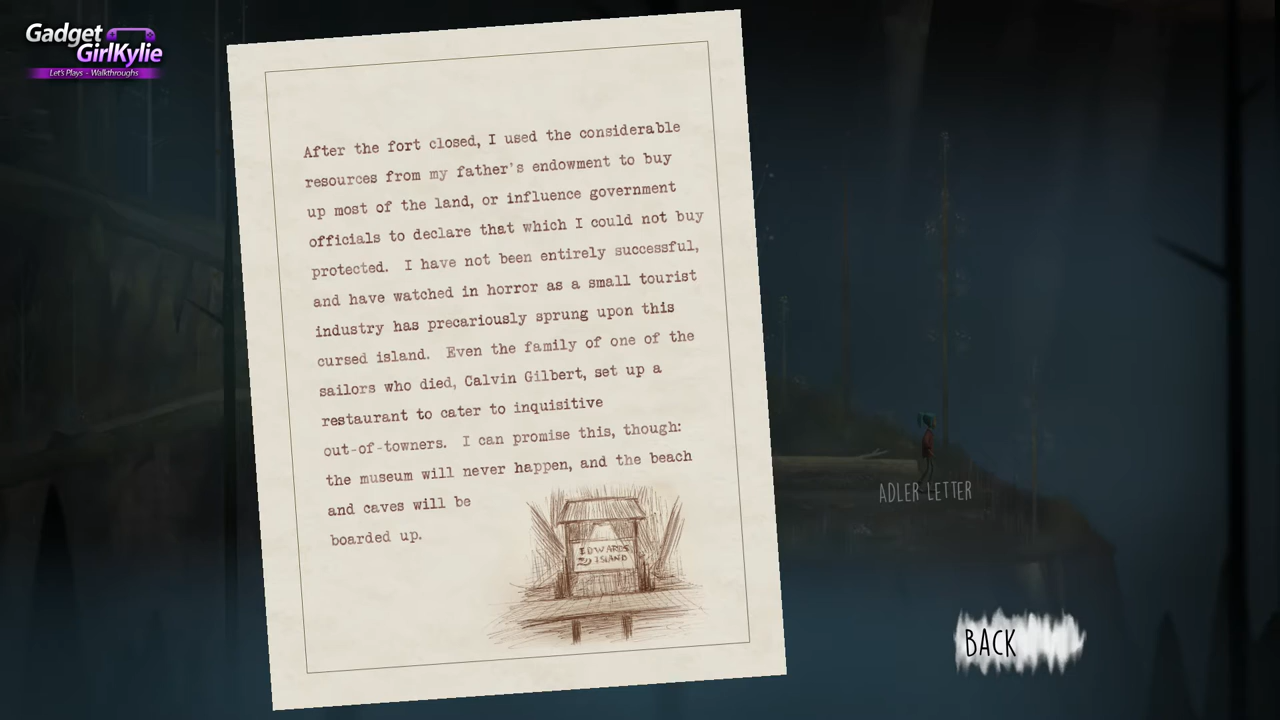 Gadget
GirlKylie
Let's Plays - Walkthroughs
After the fort closed, I used the considerable
resources from my father's endowment to buy
up most of the land, or influence government
officials to declare that which I could not buy
protected. I have not been entirely successful,
and have watched in horror as a small tourist
industry has precariously sprung upon this
cursed island. Even the family of one of the
sailors who died, Calvin Gilbert, set up a
restaurant to cater to inquisitive
out-of-towners. I can promise this, though:
the museum will never happen, and the beach
and caves will be
boarded up.
EDWARDS
ISLAND
ADLER LETTER
BACK